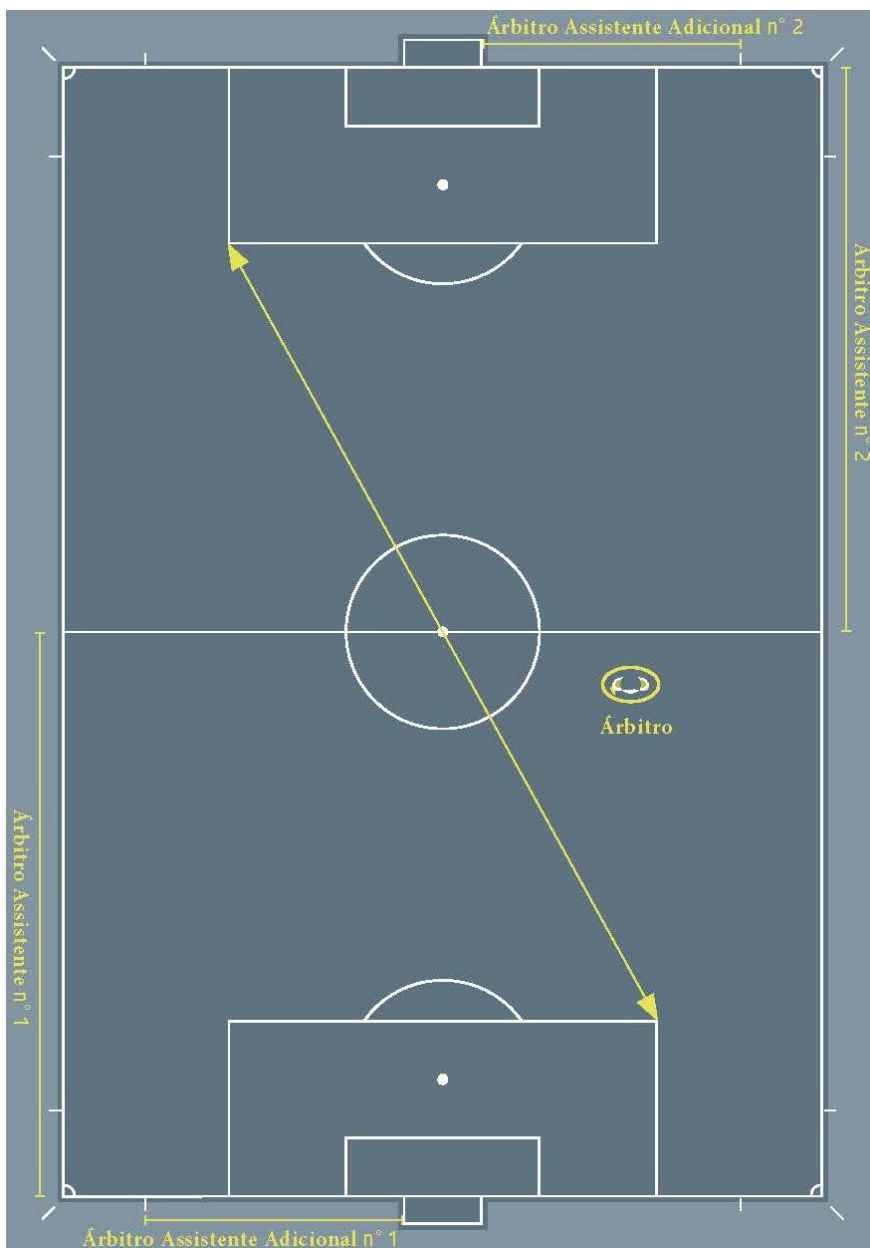 Árbitro Assistente Adicional n° 2
Árbitro Assistente n° 2
Árbitro
Árbitro Assistente n° 1
Árbitro Assistente Adicional n° 1